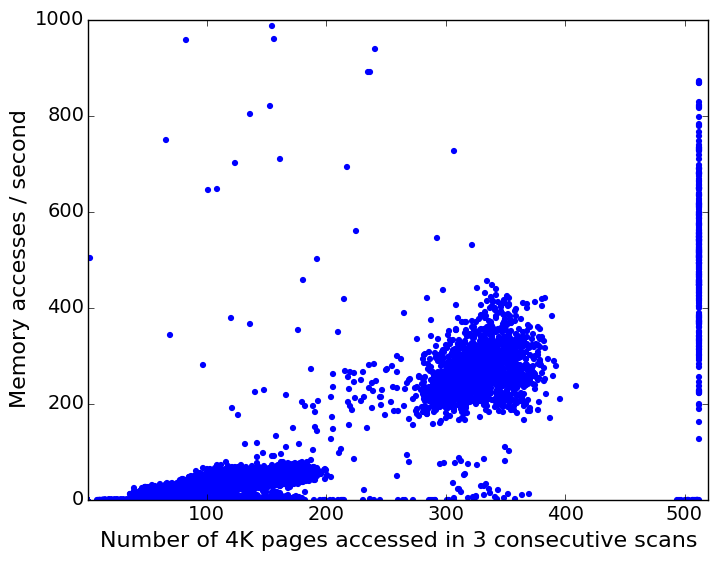 1000
800
600
400
200
0
100 200 300 400 500
Memory accesses / second
Number of 4K pages accessed in 3 consecutive scans